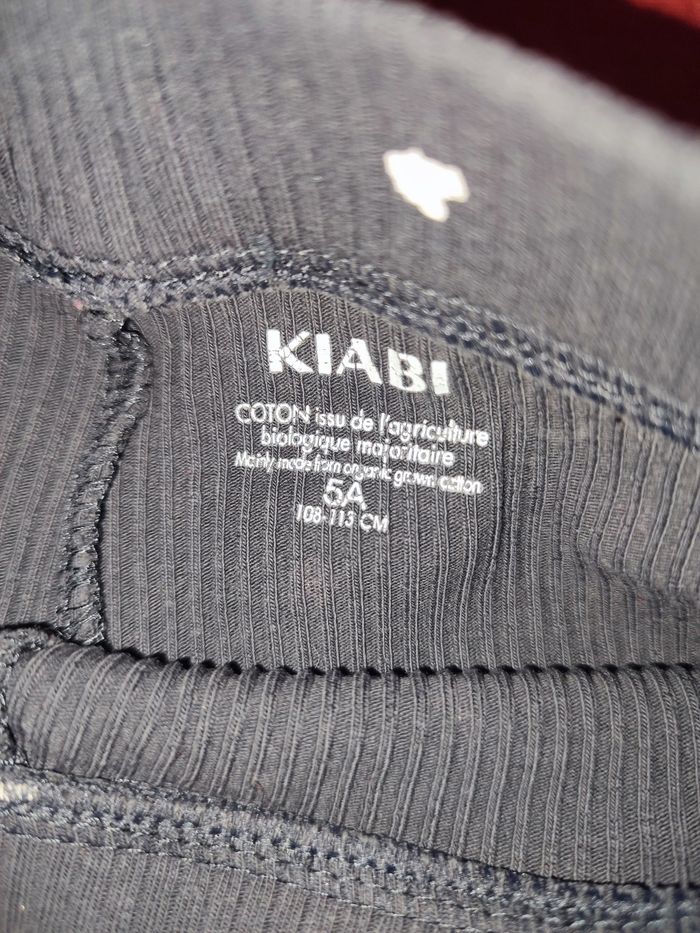 KIABI
COTON issu de l'agriculture
biologique majoritaire
Mainly made from organic grown cotton
5A
108-113 CM